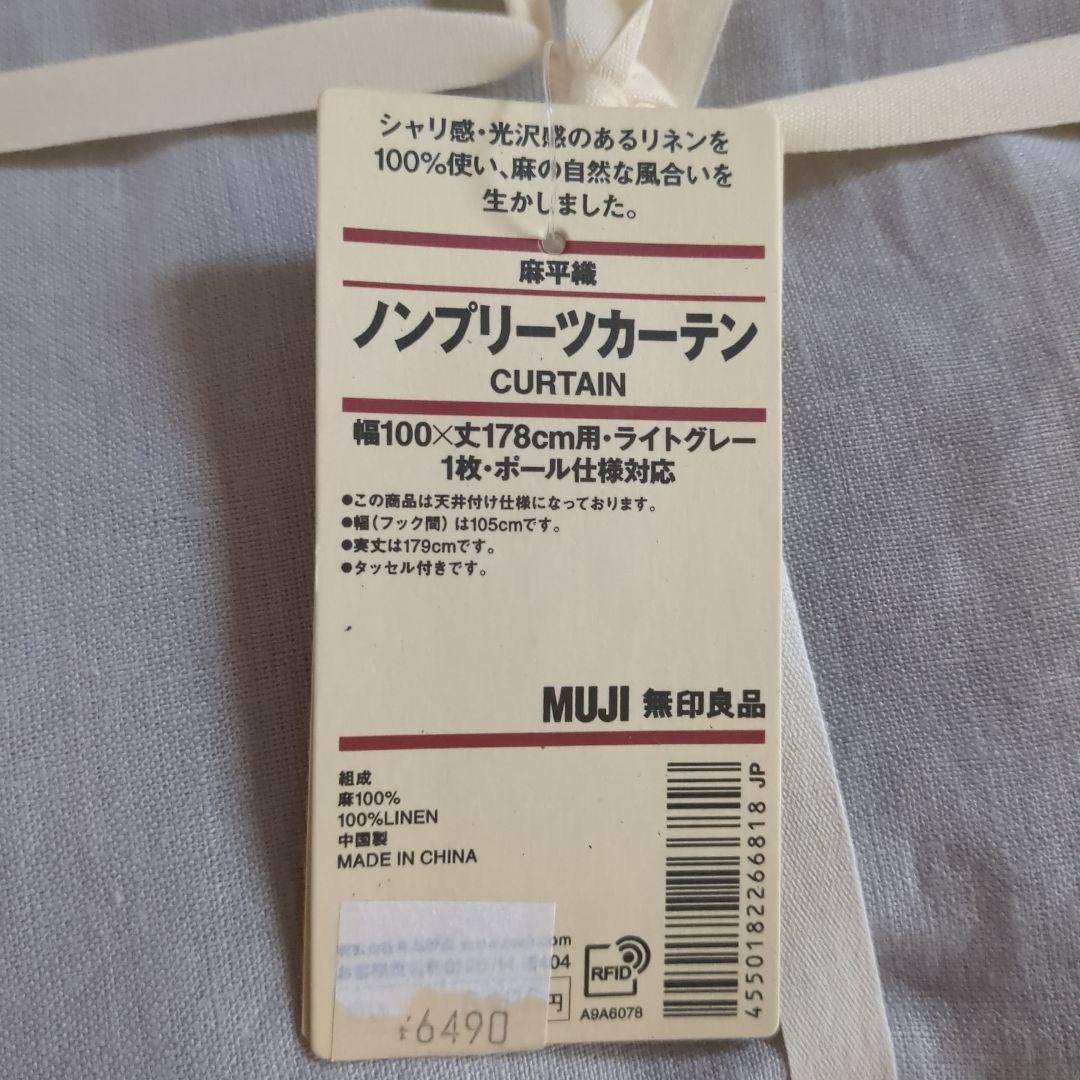 シャリ感・光沢感のあるリネンを
100%使い、麻の自然な風合いを
生かしました。
麻平織
ノンプリーツカーテン
CURTAIN
幅100×丈178cm用・ライトグレー
1枚・ポール仕様対応
●この商品は天井付け仕様になっております。
●幅(フック間)は105cmです。
●実丈は179cmです。
●タッセル付きです。
MUJI 無印良品
組成
麻100%
100%LINEN
中国製
MADE IN CHINA
4550182266818 JP
om
04
円
RFID
A9A6078
¥6490